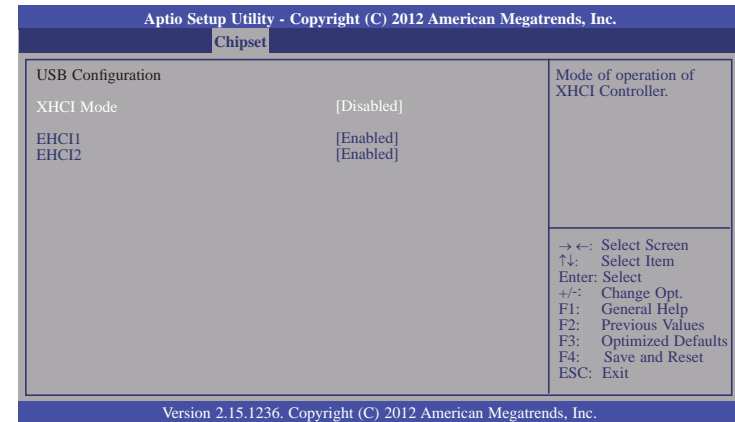 Aptio Setup Utility - Copyright (C) 2012 American Megatrends, Inc.
Chipset
USB Configuration
XHCI Mode [Disabled]
EHCI1 [Enabled]
EHCI2 [Enabled]
Mode of operation of
XHCI Controller.
→←: Select Screen
↑↓: Select Item
Enter: Select
+/-: Change Opt.
F1: General Help
F2: Previous Values
F3: Optimized Defaults
F4: Save and Reset
ESC: Exit
Version 2.15.1236. Copyright (C) 2012 American Megatrends, Inc.